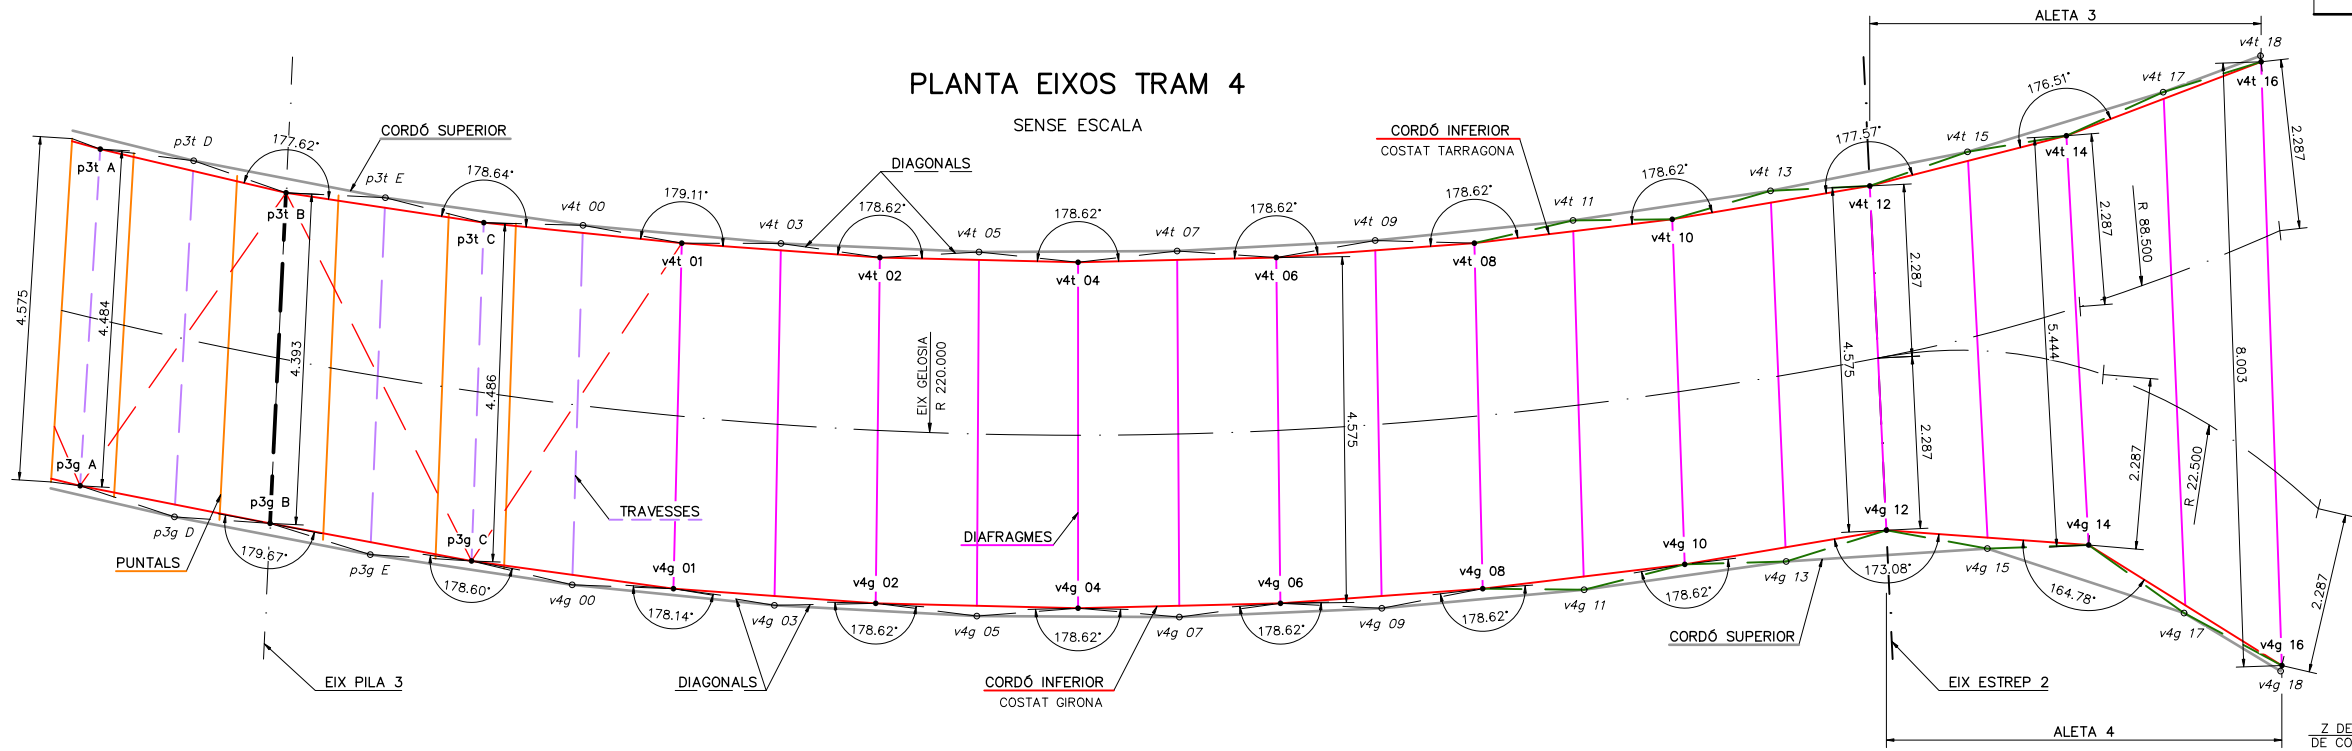 ALETA 3
v4t 18
PLANTA EIXOS TRAM 4
SENSE ESCALA
v4t 17
v4t 16
176.51°
CORDÓ SUPERIOR
CORDÓ INFERIOR
COSTAT TARRAGONA
p3t D
177.62°
177.57°
v4t 15
v4t 14
2.287
p3t A
DIAGONALS
p3t E
178.64°
178.62°
v4t 13
v4t 12
179.11°
178.62°
178.62°
178.62°
178.62°
v4t 11
v4t 10
2.287
R 88.500
p3t B
p3t C
v4t 00
v4t 03
v4t 05
v4t 07
v4t 09
v4t 01
v4t 02
v4t 04
v4t 06
v4t 08
2.287
4.575
4.484
4.393
4.486
EIX GELOSIA
R 220.000
4.575
4.575
5.444
8.003
2.287
2.287
R 22.500
p3g A
p3g B
p3g D
p3g C
p3g E
TRAVESSES
DIAFRAGMES
v4g 12
v4g 14
PUNTALS
179.67°
178.60°
v4g 00
v4g 01
v4g 02
v4g 04
v4g 06
v4g 08
v4g 10
v4g 13
173.08°
v4g 15
164.78°
2.287
178.14°
v4g 03
178.62°
v4g 05
178.62°
v4g 07
178.62°
v4g 09
178.62°
v4g 11
178.62°
v4g 17
CORDÓ SUPERIOR
v4g 16
EIX PILA 3
DIAGONALS
CORDÓ INFERIOR
COSTAT GIRONA
EIX ESTREP 2
v4g 18
ALETA 4
Z DE
DE CO